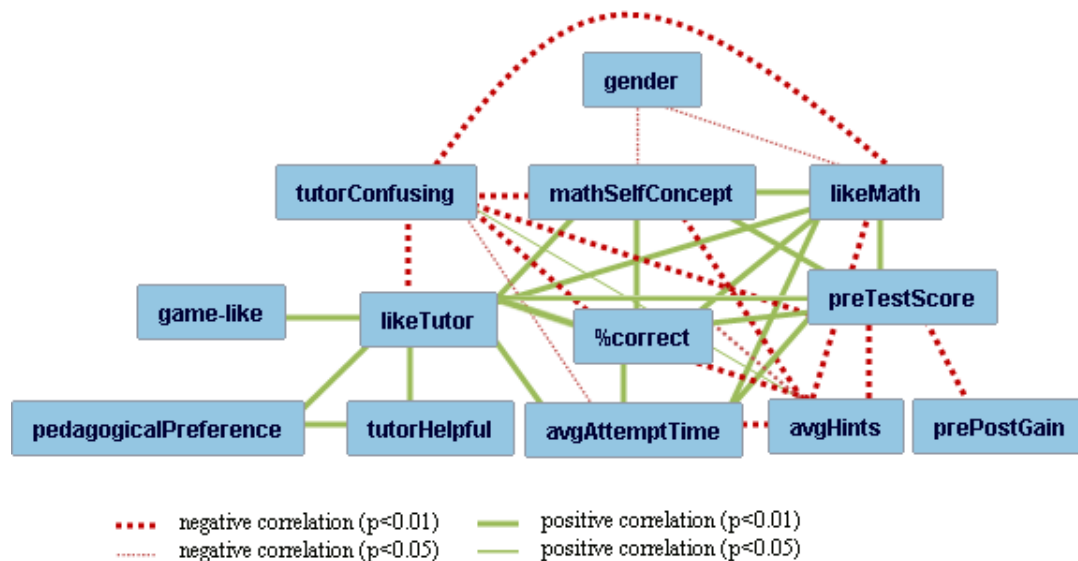 gender
tutorConfusing
mathSelfConcept
likeMath
game-like
likeTutor
%correct
preTestScore
pedagogicalPreference
tutorHelpful
avgAttemptTime
avgHints
prePostGain
negative correlation (p<0.01)
positive correlation (p<0.01)
negative correlation (p<0.05)
positive correlation (p<0.05)